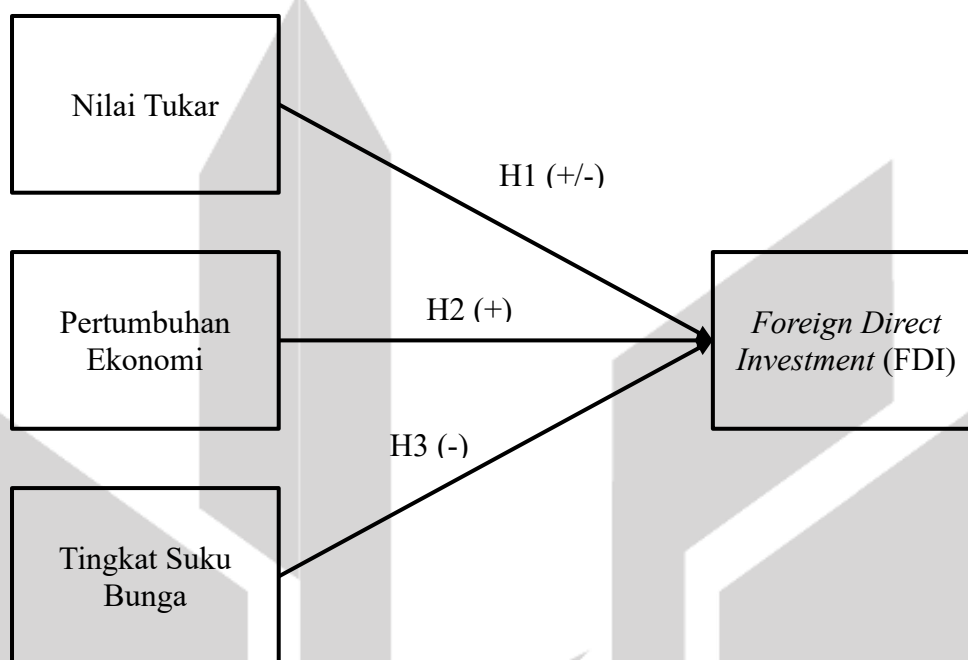 Nilai Tukar
H1 (+/-)
Pertumbuhan
Ekonomi
H2 (+)
Foreign Direct
Investment (FDI)
H3 (-)
Tingkat Suku
Bunga